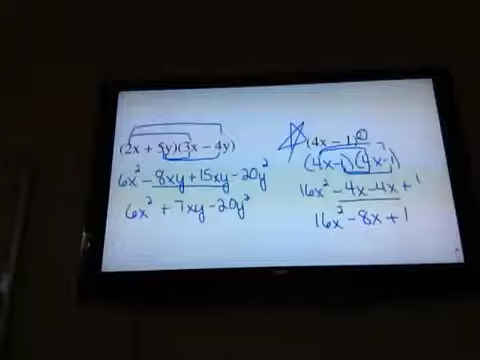 (2x + 5y)(3x − 4y)
6x² − 8xy + 15xy − 20y²
6x² + 7xy − 20y²
(4x − 1)²
(4x-1)(4x-1)
16x² − 4x − 4x + 1
16x² − 8x + 1